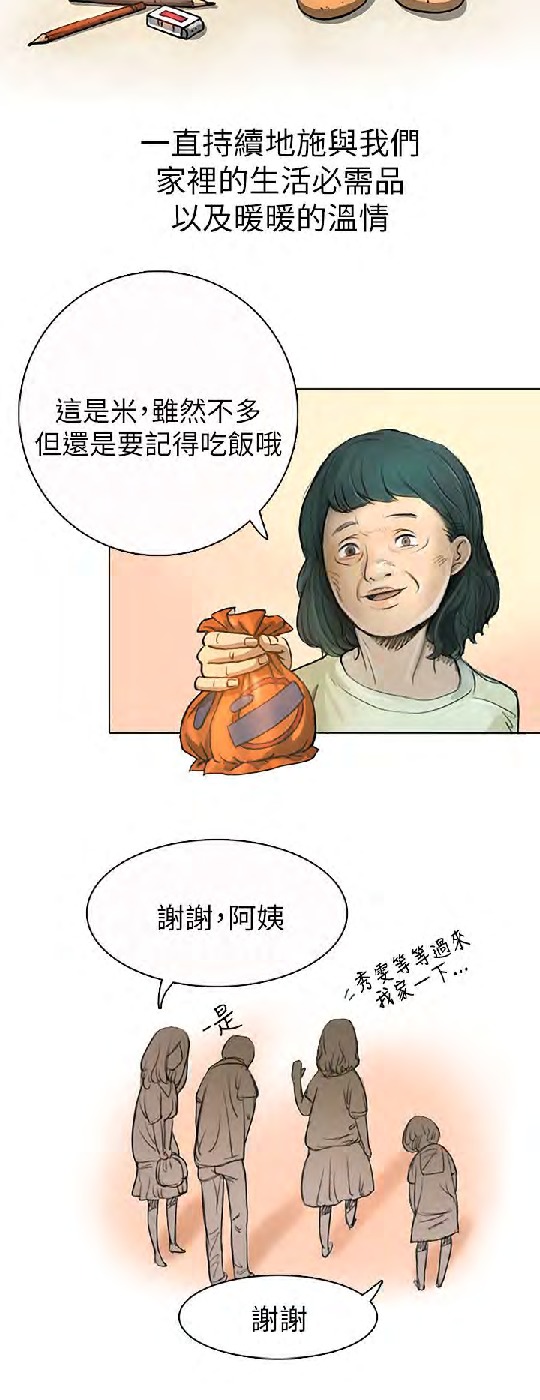 一直持續地施與我們
家裡的生活必需品
以及暖暖的溫情
這是米，雖然不多
但還是要記得吃飯哦
謝謝，阿姨
秀雯等等過來
我家一下…
是
謝謝